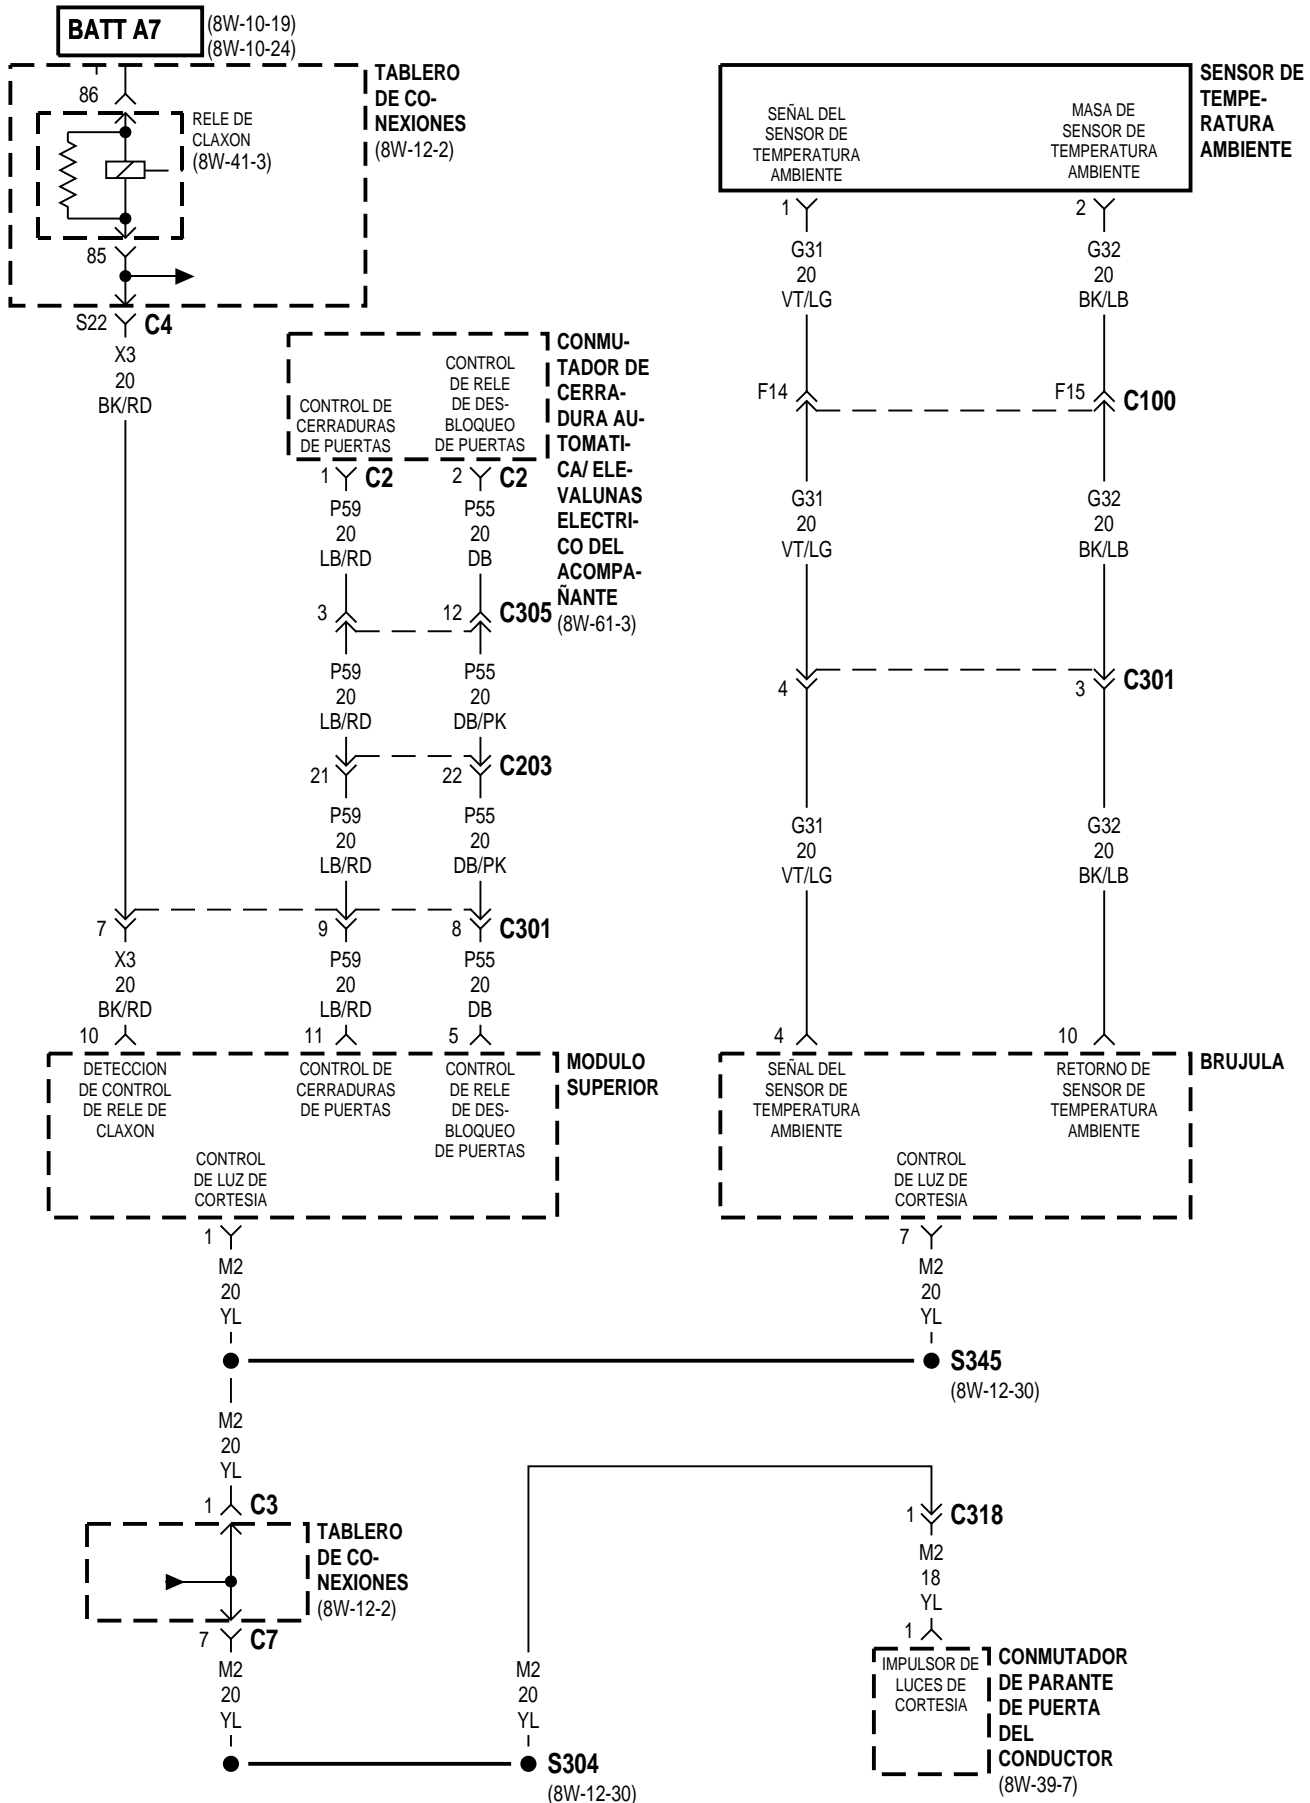 BATT A7
(8W-10-19)
(8W-10-24)
86
RELE DE
CLAXON
(8W-41-3)
85
TABLERO
DE CO-
NEXIONES
(8W-12-2)
S22
C4
X3
20
BK/RD
SEÑAL DEL
SENSOR DE
TEMPERATURA
AMBIENTE
MASA DE
SENSOR DE
TEMPERATURA
AMBIENTE
SENSOR DE
TEMPE-
RATURA
AMBIENTE
1
G31
20
VT/LG
2
G32
20
BK/LB
CONTROL DE
CERRADURAS
DE PUERTAS
CONTROL
DE RELE
DE DES-
BLOQUEO
DE PUERTAS
CONMU-
TADOR DE
CERRA-
DURA AU-
TOMATI-
CA/ ELE-
VALUNAS
ELECTRI-
CO DEL
ACOMPA-
ÑANTE
(8W-61-3)
F14
F15
C100
1
C2
2
C2
P59
20
LB/RD
P55
20
DB
G31
20
VT/LG
G32
20
BK/LB
3
12
C305
P59
20
LB/RD
P55
20
DB/PK
4
3
C301
21
22
C203
P59
20
LB/RD
P55
20
DB/PK
G31
20
VT/LG
G32
20
BK/LB
7
9
8
C301
X3
20
BK/RD
P59
20
LB/RD
P55
20
DB
10
11
5
4
10
DETECCION
DE CONTROL
DE RELE DE
CLAXON
CONTROL DE
CERRADURAS
DE PUERTAS
CONTROL
DE RELE
DE DES-
BLOQUEO
DE PUERTAS
MODULO
SUPERIOR
CONTROL
DE LUZ DE
CORTESIA
SEÑAL DEL
SENSOR DE
TEMPERATURA
AMBIENTE
RETORNO DE
SENSOR DE
TEMPERATURA
AMBIENTE
BRUJULA
CONTROL
DE LUZ DE
CORTESIA
1
M2
20
YL
7
M2
20
YL
S345
(8W-12-30)
M2
20
YL
1
C3
TABLERO
DE CO-
NEXIONES
(8W-12-2)
7
C7
M2
20
YL
M2
20
YL
S304
(8W-12-30)
1
C318
M2
18
YL
1
IMPULSOR DE
LUCES DE
CORTESIA
CONMUTADOR
DE PARANTE
DE PUERTA
DEL
CONDUCTOR
(8W-39-7)